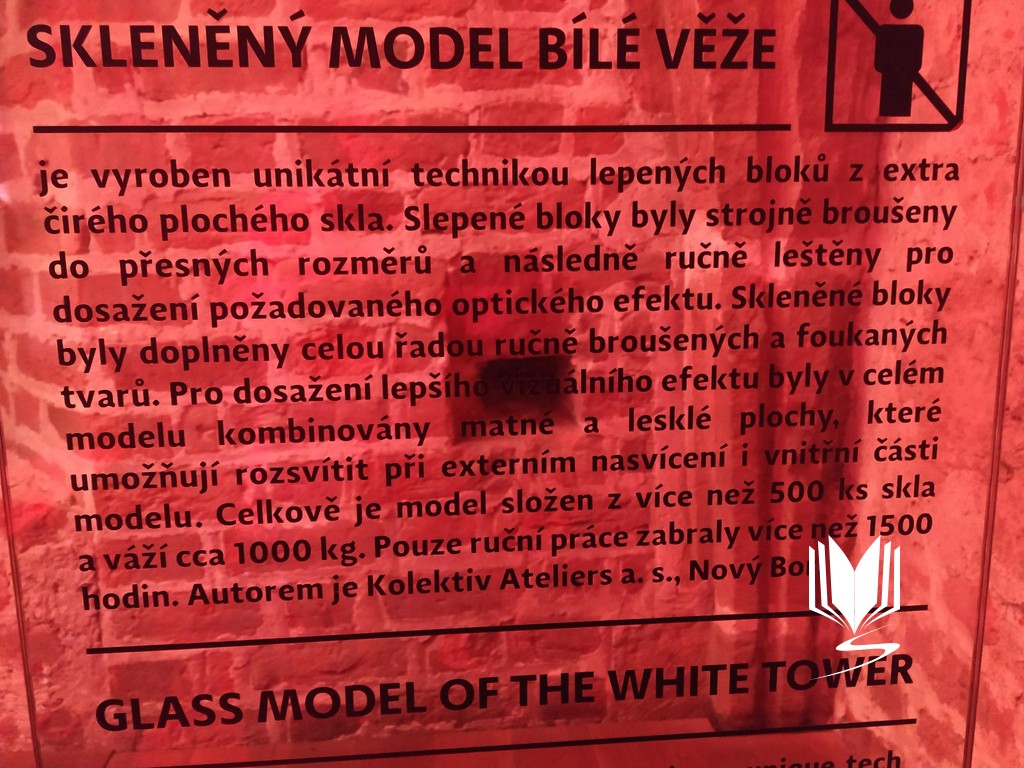 SKLENĚNÝ MODEL BÍLÉ VĚŽE
je vyroben unikátní technikou lepených bloků z extra
čirého plochého skla. Slepené bloky byly strojně broušeny
do přesných rozměrů a následně ručně leštěny pro
dosažení požadovaného optického efektu. Skleněné bloky
byly doplněny celou řadou ručně broušených a foukaných
tvarů. Pro dosažení lepšího vizuálního efektu byly v celém
modelu kombinovány matné a lesklé plochy, které
umožňují rozsvítit při externím nasvícení i vnitřní části
modelu. Celkově je model složen z více než 500 ks skla
a váží cca 1000 kg. Pouze ruční práce zabraly více než 1500
hodin. Autorem je Kolektiv Ateliers a. s., Nový
GLASS MODEL OF THE WHITE TOWER
unique tech